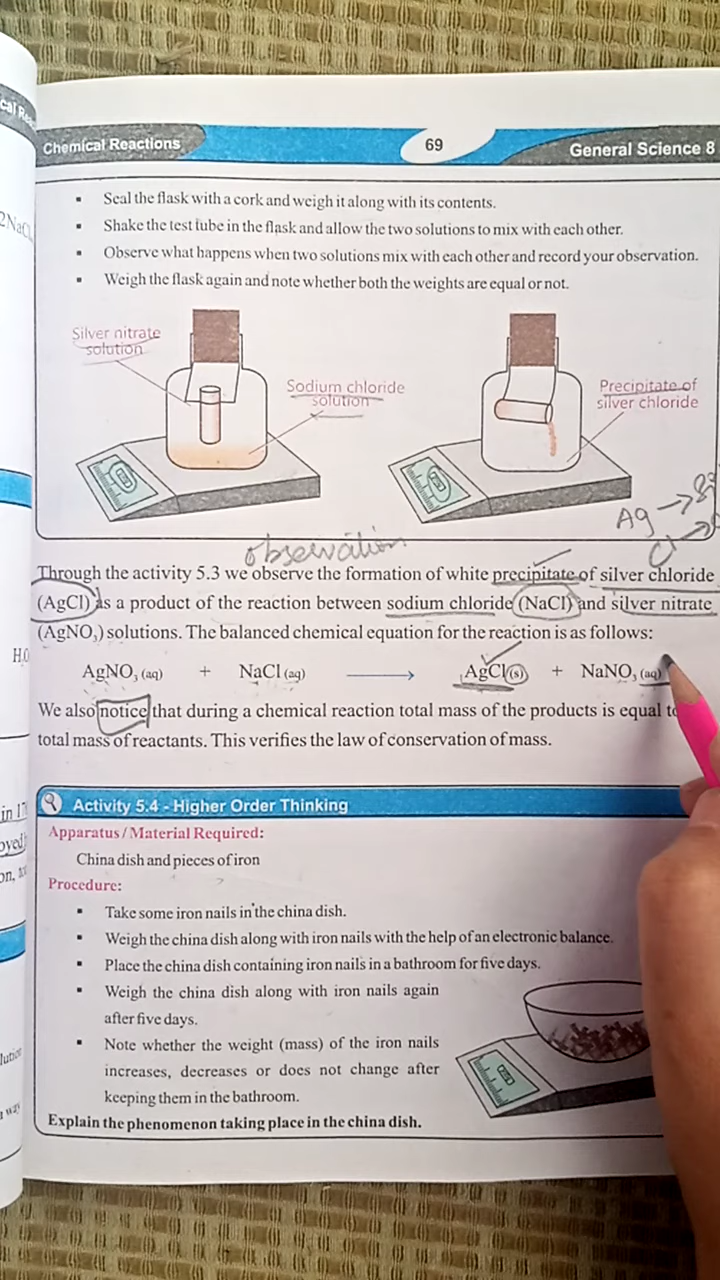 cal Rea
2NaCl
H.O
in 17
oyed
on, to
lution
way
Chemical Reactions 69 General Science 8
▪ Seal the flask with a cork and weigh it along with its contents.
▪ Shake the test tube in the flask and allow the two solutions to mix with each other.
▪ Observe what happens when two solutions mix with each other and record your observation.
▪ Weigh the flask again and note whether both the weights are equal or not.
Silver nitrate
solution
Sodium chloride
solution
Precipitate of
silver chloride
Ag →
Cl →
observation
Through the activity 5.3 we observe the formation of white precipitate of silver chloride
(AgCl) as a product of the reaction between sodium chloride (NaCl) and silver nitrate
(AgNO₃) solutions. The balanced chemical equation for the reaction is as follows:
AgNO₃ (aq) + NaCl (aq) ⟶ AgCl (s) + NaNO₃ (aq)
We also notice that during a chemical reaction total mass of the products is equal to
total mass of reactants. This verifies the law of conservation of mass.
Activity 5.4 - Higher Order Thinking
Apparatus / Material Required:
China dish and pieces of iron
Procedure:
▪ Take some iron nails in the china dish.
▪ Weigh the china dish along with iron nails with the help of an electronic balance.
▪ Place the china dish containing iron nails in a bathroom for five days.
▪ Weigh the china dish along with iron nails again
after five days.
▪ Note whether the weight (mass) of the iron nails
increases, decreases or does not change after
keeping them in the bathroom.
Explain the phenomenon taking place in the china dish.